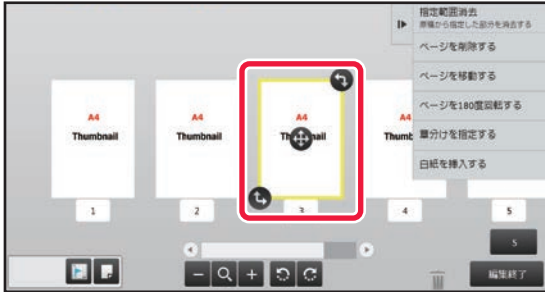 指定範囲消去
原稿から指定した部分を消去する
ページを削除する
ページを移動する
ページを180度回転する
章分けを指定する
白紙を挿入する
A4
Thumbnail
A4
Thumbnail
A4
Thumbnail
A4
Thumb
1
2
3
4
5
5
編集終了